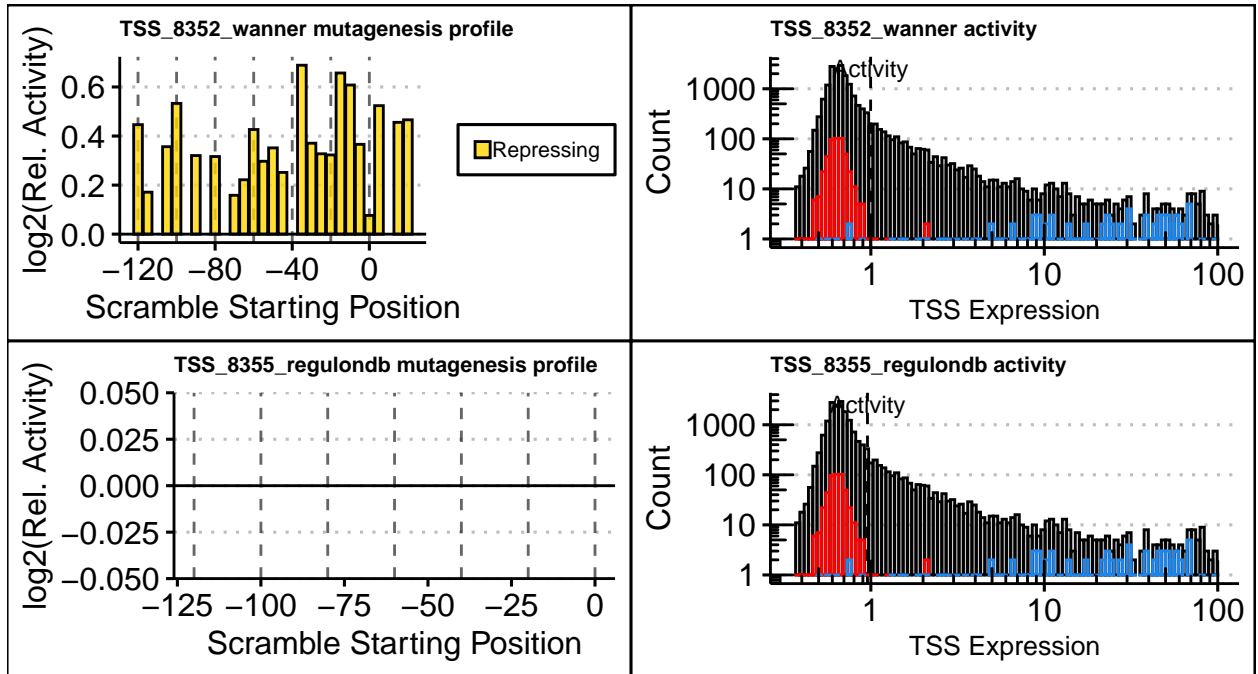 TSS_8352_wanner mutagenesis profile
log2(Rel. Activity)
0.6
0.4
0.2
0.0
−120
−80
−40
0
Scramble Starting Position
Repressing
TSS_8352_wanner activity
Activity
Count
1000
100
10
1
1
10
100
TSS Expression
TSS_8355_regulondb mutagenesis profile
log2(Rel. Activity)
0.050
0.025
0.000
−0.025
−0.050
−125
−100
−75
−50
−25
0
Scramble Starting Position
TSS_8355_regulondb activity
Activity
Count
1000
100
10
1
1
10
100
TSS Expression